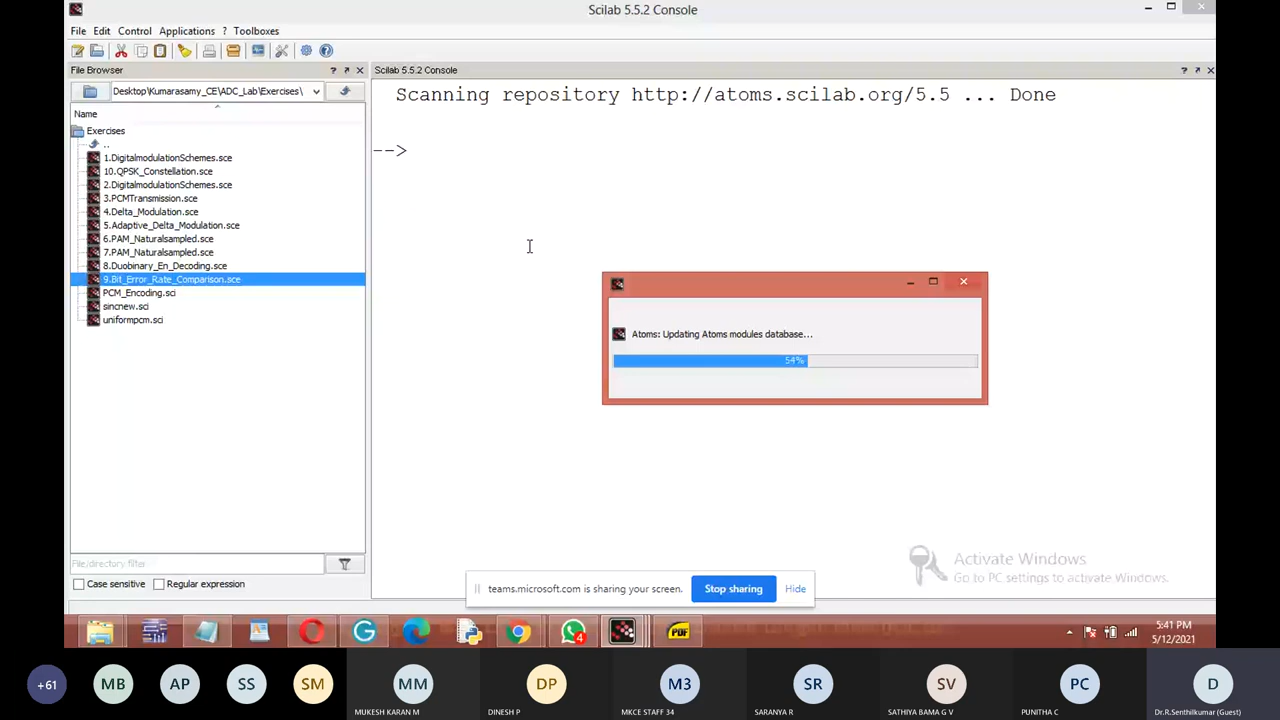 Scilab 5.5.2 Console
File Edit Control Applications ? Toolboxes
File Browser ? Scilab 5.5.2 Console ?
Desktop\Kumarasamy_CE\ADC_Lab\Exercises\
Scanning repository http://atoms.scilab.org/5.5 ... Done
Name
Exercises
..
-->
1.DigitalmodulationSchemes.sce
10.QPSK_Constellation.sce
2.DigitalmodulationSchemes.sce
3.PCMTransmission.sce
4.Delta_Modulation.sce
5.Adaptive_Delta_Modulation.sce
6.PAM_Naturalsampled.sce
7.PAM_Naturalsampled.sce
8.Duobinary_En_Decoding.sce
9.Bit_Error_Rate_Comparison.sce
PCM_Encoding.sci
sincnew.sci
uniformpcm.sci
Atoms: Updating Atoms modules database...
54%
File/directory filter
Case sensitive Regular expression
Activate Windows
Go to PC settings to activate Windows.
teams.microsoft.com is sharing your screen. Stop sharing Hide
4 PDF
5:41 PM
5/12/2021
+61 MB AP SS SM MM DP M3 SR SV PC D
MUKESH KARAN M DINESH P MKCE STAFF 34 SARANYA R SATHIYA BAMA G V PUNITHA C Dr.R.Senthilkumar (Guest)